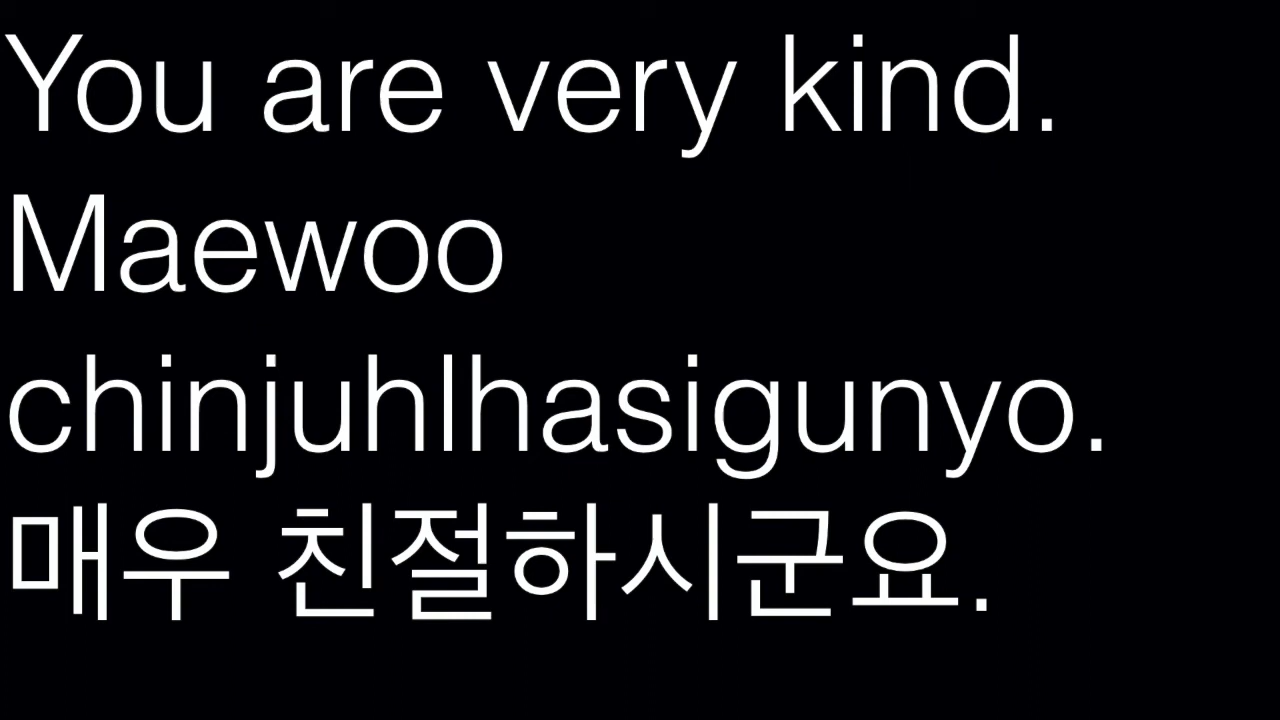 You are very kind.
Maewoo
chinjuhlhasigunyo.
매우 친절하시군요.